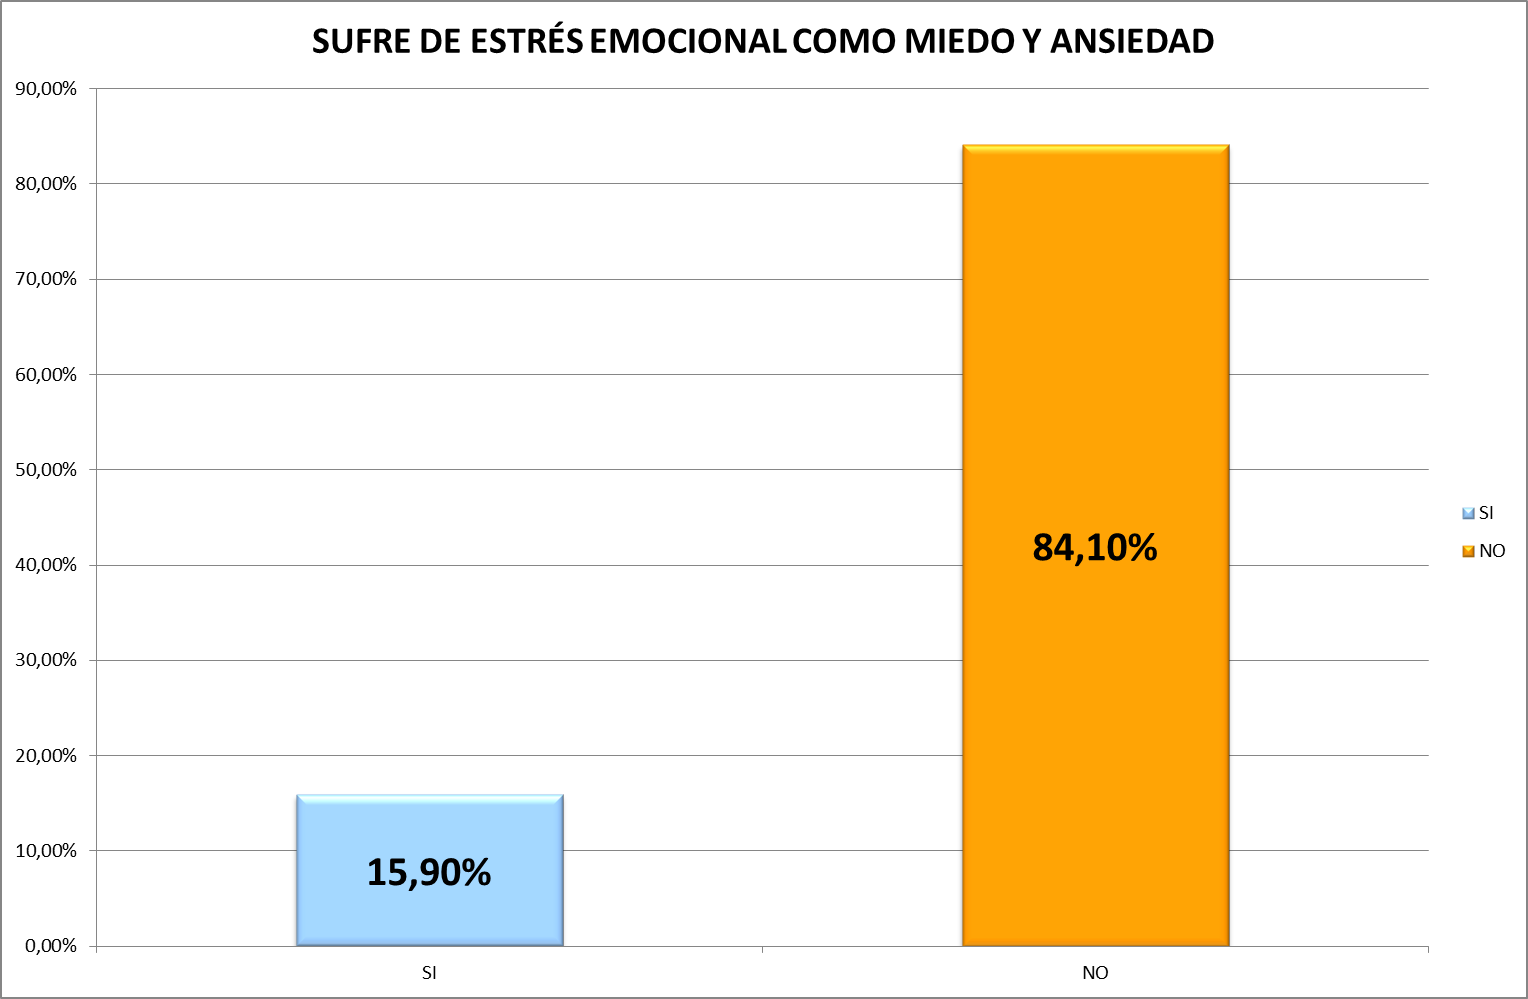 SUFRE DE ESTRÉS EMOCIONAL COMO MIEDO Y ANSIEDAD
90,00%
80,00%
70,00%
60,00%
50,00%
40,00%
30,00%
20,00%
10,00%
0,00%
15,90%
84,10%
SI
NO
SI
NO